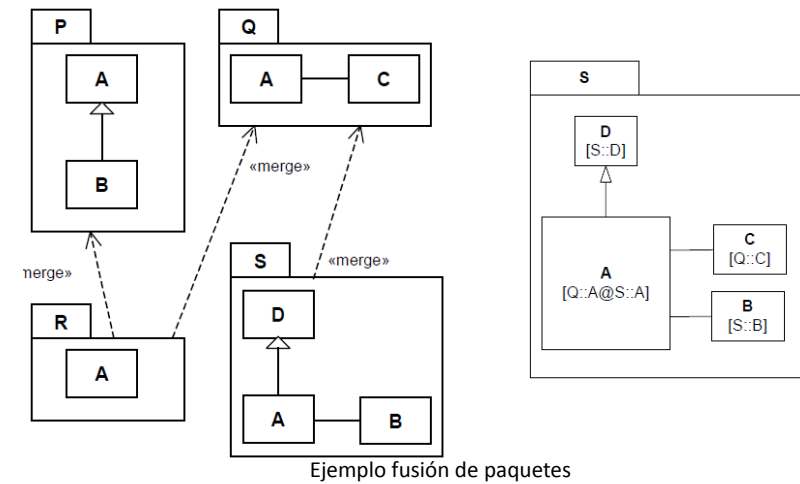 P
A
B
Q
A
C
«merge»
merge»
R
A
«merge»
S
D
A
B
S
D
[S::D]
A
[Q::A@S::A]
C
[Q::C]
B
[S::B]
Ejemplo fusión de paquetes